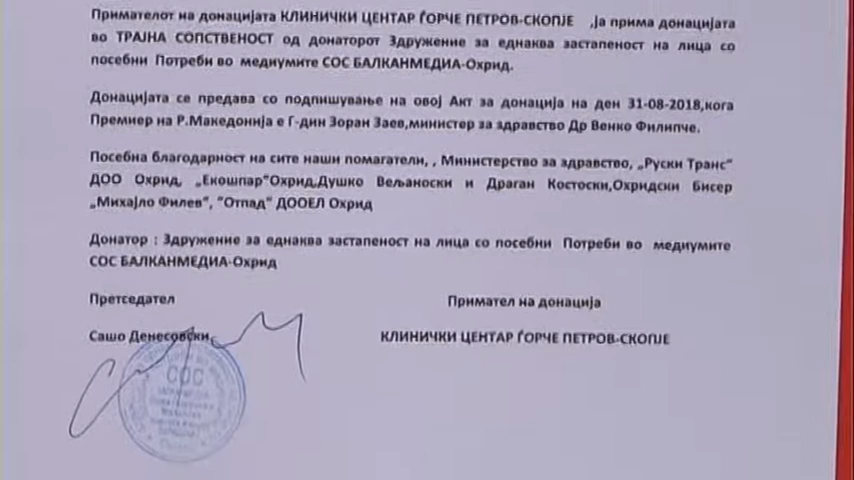 Примателот на донацијата КЛИНИЧКИ ЦЕНТАР ЃОРЧЕ ПЕТРОВ-СКОПЈЕ ,ја прима донацијата
во ТРАЈНА СОПСТВЕНОСТ од донаторот Здружение за еднаква застапеност на лица со
посебни Потреби во медиумите СОС БАЛКАНМЕДИА-Охрид.
Донацијата се предава со подпишување на овој Акт за донација на ден 31-08-2018,кога
Премиер на Р.Македонија е Г-дин Зоран Заев,министер за здравство Др Венко Филипче.
Посебна благодарност на сите наши помагатели, , Министерство за здравство, „Руски Транс“
ДОО Охрид, „Екошпар“Охрид,Душко Вељаноски и Драган Костоски,Охридски Бисер
„Михајло Филев“, “Отпад“ ДООЕЛ Охрид
Донатор : Здружение за еднаква застапеност на лица со посебни Потреби во медиумите
СОС БАЛКАНМЕДИА-Охрид
Претседател
Примател на донација
Сашо Денесовски
КЛИНИЧКИ ЦЕНТАР ЃОРЧЕ ПЕТРОВ-СКОПЈЕ
СОС